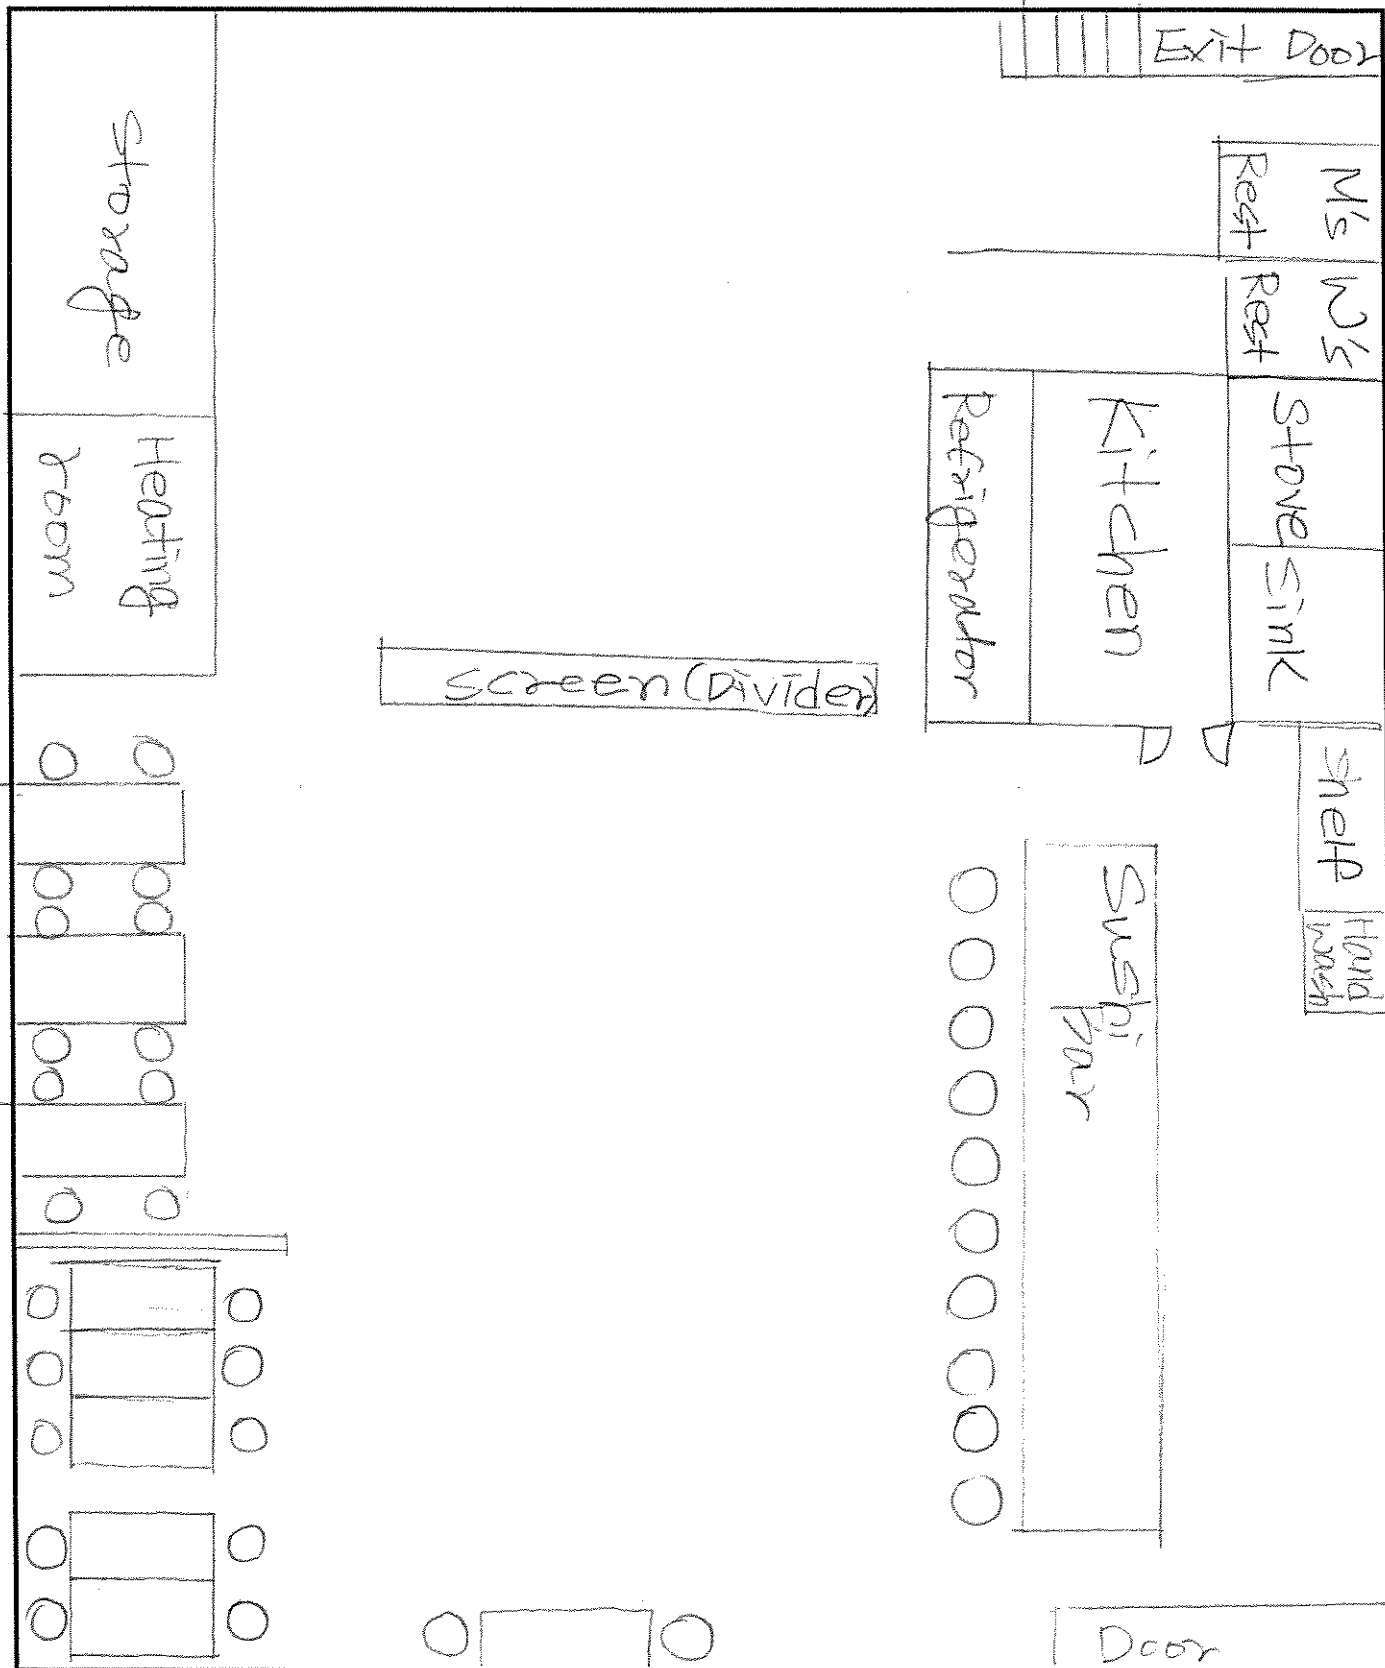 Exit Door
M's
Rest
W's
Rest
Storage
Kitchen
Refrigerator
Stove
Sink
Heating
room
Screen (Divider)
Shelf
Hand
wash
Sushi
bar
Door